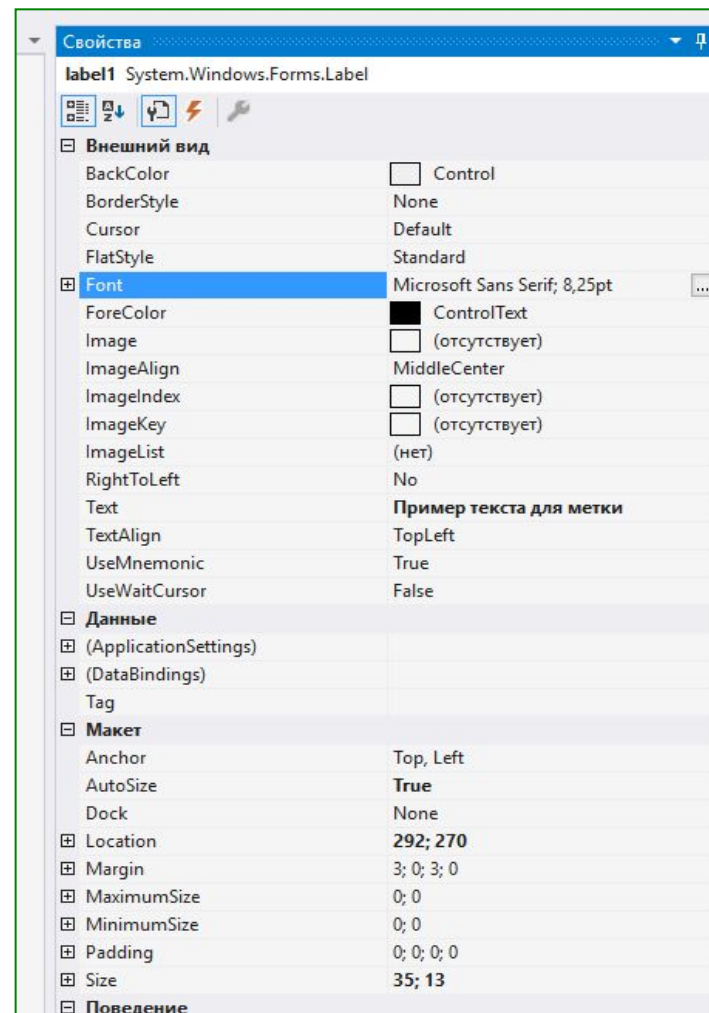 Свойства
label1 System.Windows.Forms.Label
Внешний вид
BackColor Control
BorderStyle None
Cursor Default
FlatStyle Standard
Font Microsoft Sans Serif; 8,25pt ...
ForeColor ControlText
Image (отсутствует)
ImageAlign MiddleCenter
ImageIndex (отсутствует)
ImageKey (отсутствует)
ImageList (нет)
RightToLeft No
Text Пример текста для метки
TextAlign TopLeft
UseMnemonic True
UseWaitCursor False
Данные
(ApplicationSettings)
(DataBindings)
Tag
Макет
Anchor Top, Left
AutoSize True
Dock None
Location 292; 270
Margin 3; 0; 3; 0
MaximumSize 0; 0
MinimumSize 0; 0
Padding 0; 0; 0; 0
Size 35; 13
Поведение